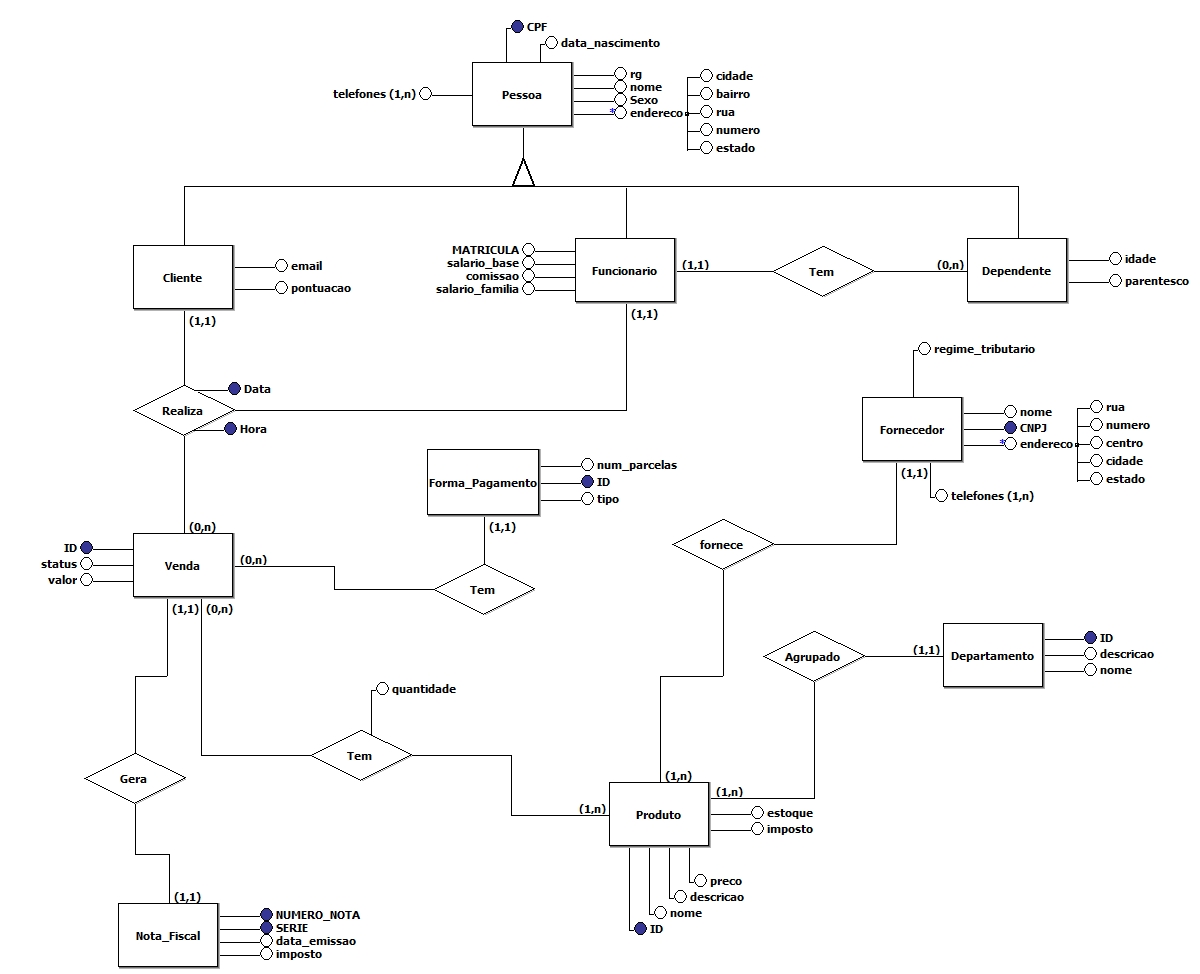 CPF
data_nascimento
telefones (1,n)
Pessoa
rg
nome
Sexo
* endereco
cidade
bairro
rua
numero
estado
Cliente
email
pontuacao
(1,1)
MATRICULA
salario_base
comissao
salario_familia
Funcionario
(1,1)
(1,1)
Tem
(0,n)
Dependente
idade
parentesco
Realiza
Data
Hora
regime_tributario
Fornecedor
nome
CNPJ
* endereco
rua
numero
centro
cidade
estado
(1,1)
telefones (1,n)
Forma_Pagamento
num_parcelas
ID
tipo
(1,1)
(0,n)
ID
status
valor
Venda
(0,n)
(1,1)
(0,n)
Tem
fornece
Agrupado
(1,1)
Departamento
ID
descricao
nome
quantidade
Tem
Gera
(1,n)
(1,n)
(1,n)
Produto
estoque
imposto
preco
descricao
nome
ID
(1,1)
Nota_Fiscal
NUMERO_NOTA
SERIE
data_emissao
imposto